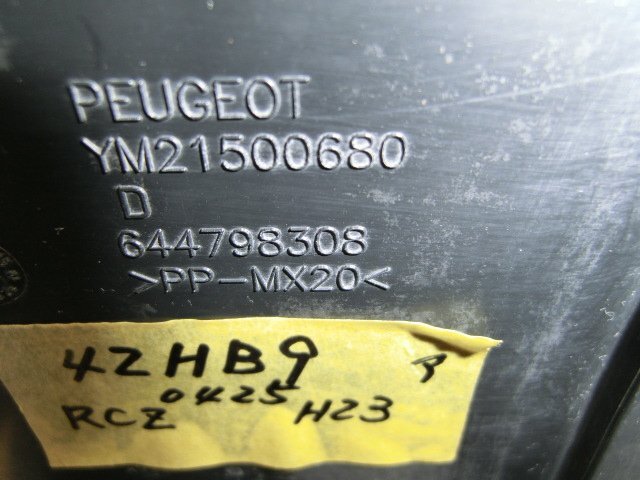 PEUGEOT
YM21500680
D
644798308
>PP-MX20<
42HB9 R
RCZ 0425 H23